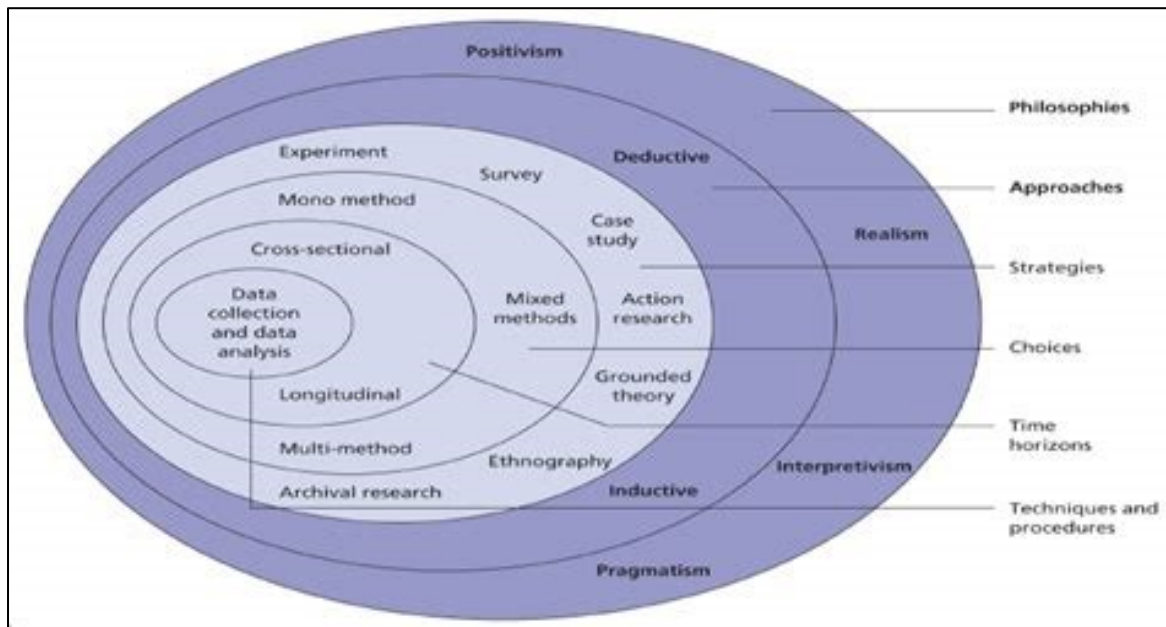 Positivism
Philosophies
Experiment
Deductive
Survey
Approaches
Mono method
Case
study
Realism
Cross-sectional
Strategies
Data
collection
and data
analysis
Mixed
methods
Action
research
Choices
Longitudinal
Grounded
theory
Time
horizons
Multi-method
Ethnography
Interpretivism
Archival research
Inductive
Techniques and
procedures
Pragmatism